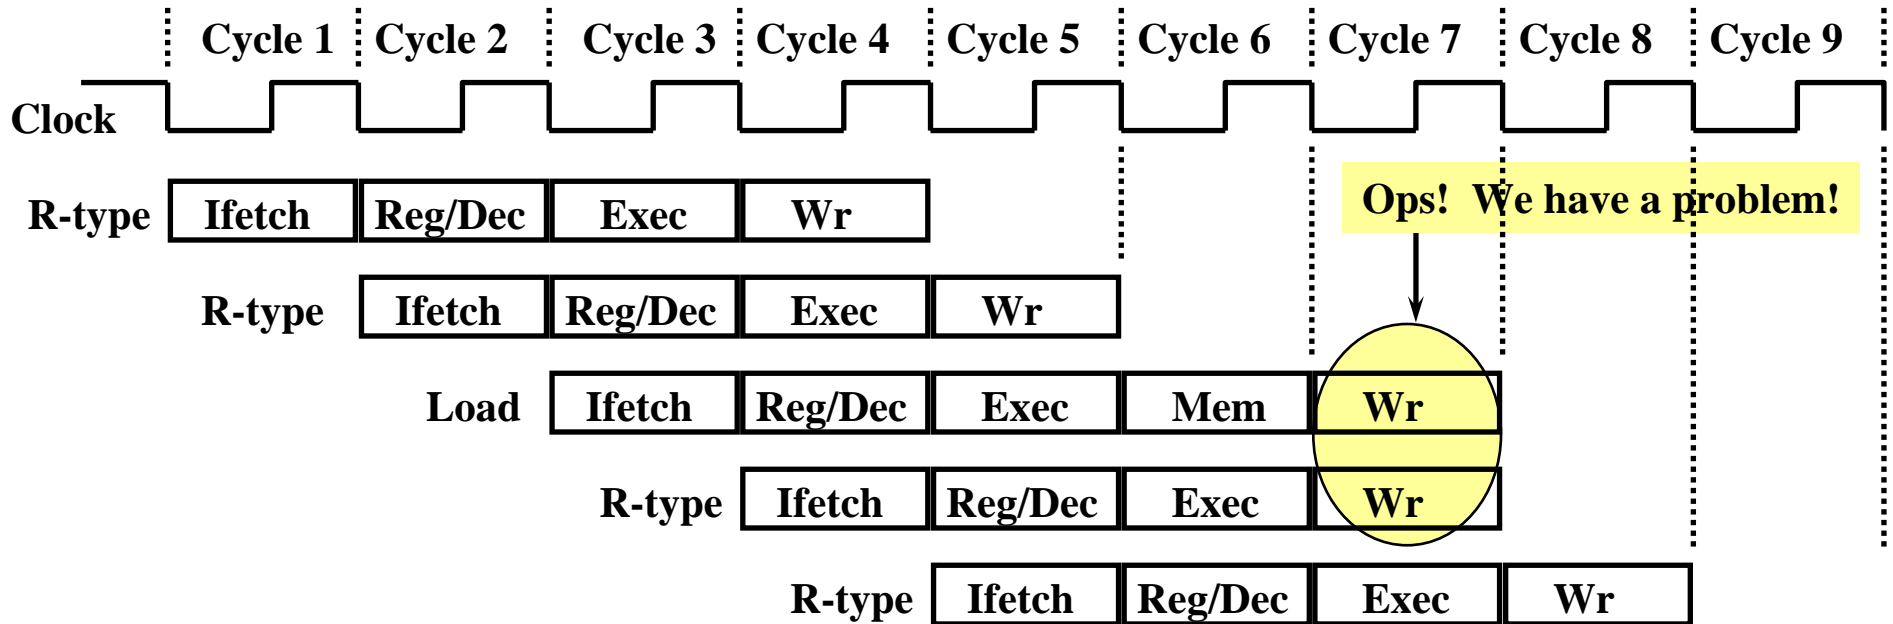 Cycle 1 Cycle 2 Cycle 3 Cycle 4 Cycle 5 Cycle 6 Cycle 7 Cycle 8 Cycle 9
Clock
Ops! We have a problem!
R-type Ifetch Reg/Dec Exec Wr
R-type Ifetch Reg/Dec Exec Wr
Load Ifetch Reg/Dec Exec Mem Wr
R-type Ifetch Reg/Dec Exec Wr
R-type Ifetch Reg/Dec Exec Wr